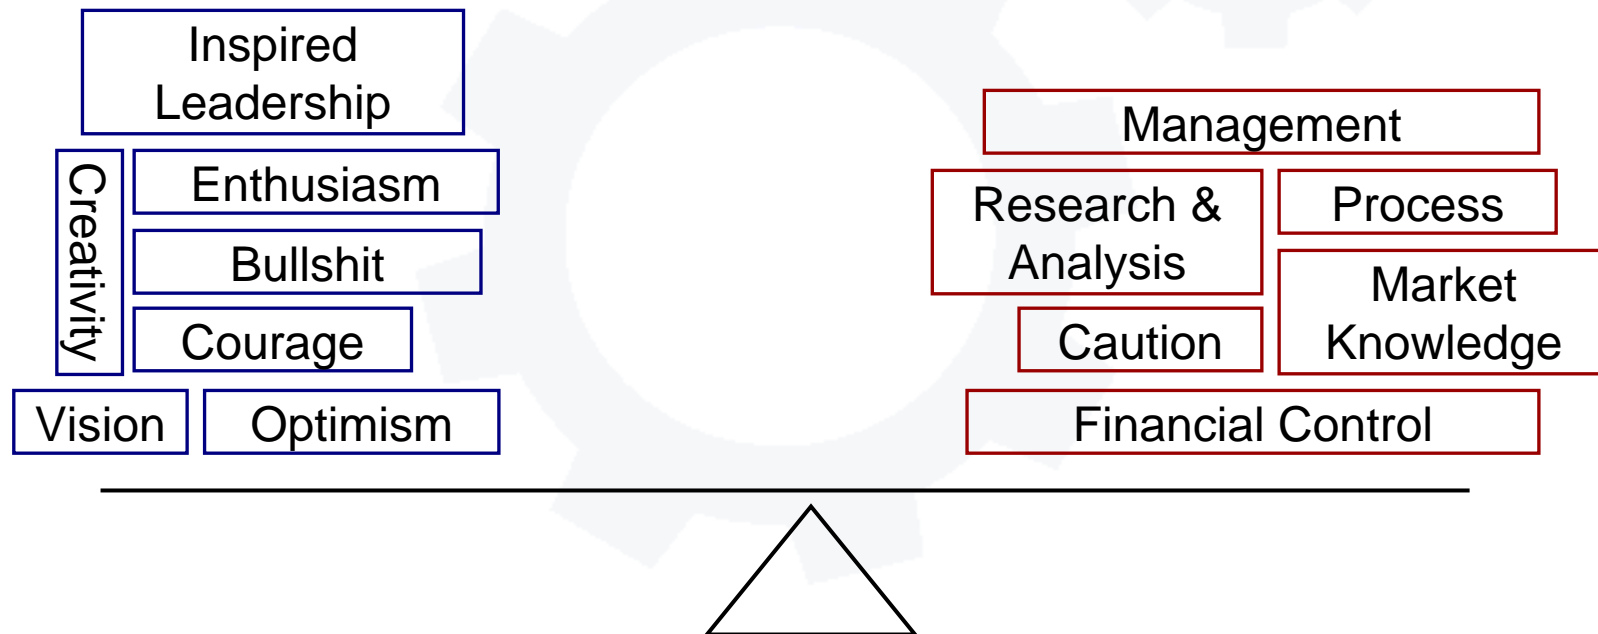 Inspired
Leadership
Creativity
Enthusiasm
Bullshit
Courage
Vision
Optimism
Management
Research &
Analysis
Process
Market
Knowledge
Caution
Financial Control